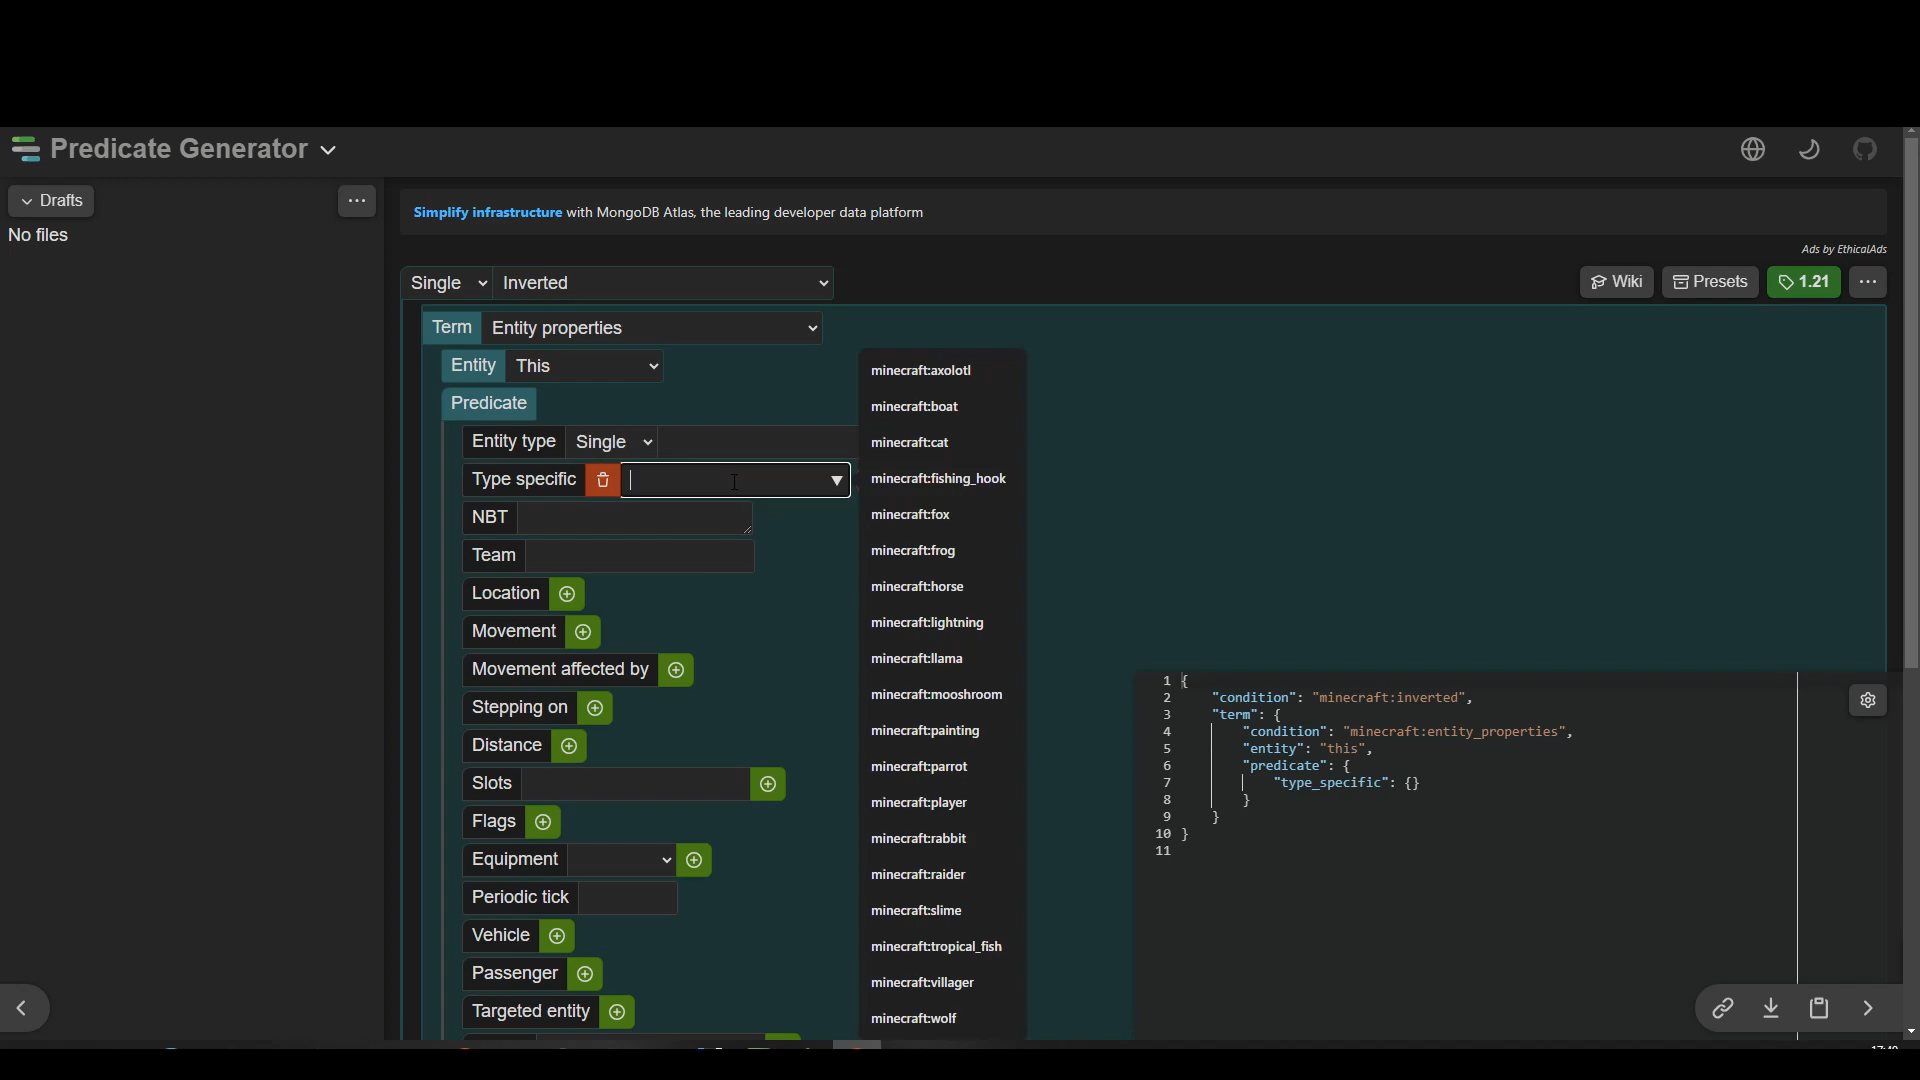 Predicate Generator
Drafts
No files
Simplify infrastructure with MongoDB Atlas, the leading developer data platform
Ads by EthicalAds
Single Inverted
Wiki Presets 1.21
Term Entity properties
Entity This
Predicate
Entity type Single
Type specific
NBT
Team
Location
Movement
Movement affected by
Stepping on
Distance
Slots
Flags
Equipment
Periodic tick
Vehicle
Passenger
Targeted entity
minecraft:axolotl
minecraft:boat
minecraft:cat
minecraft:fishing_hook
minecraft:fox
minecraft:frog
minecraft:horse
minecraft:lightning
minecraft:llama
minecraft:mooshroom
minecraft:painting
minecraft:parrot
minecraft:player
minecraft:rabbit
minecraft:raider
minecraft:slime
minecraft:tropical_fish
minecraft:villager
minecraft:wolf
1 {
2 "condition": "minecraft:inverted",
3 "term": {
4 "condition": "minecraft:entity_properties",
5 "entity": "this",
6 "predicate": {
7 "type_specific": {}
8 }
9 }
10 }
11